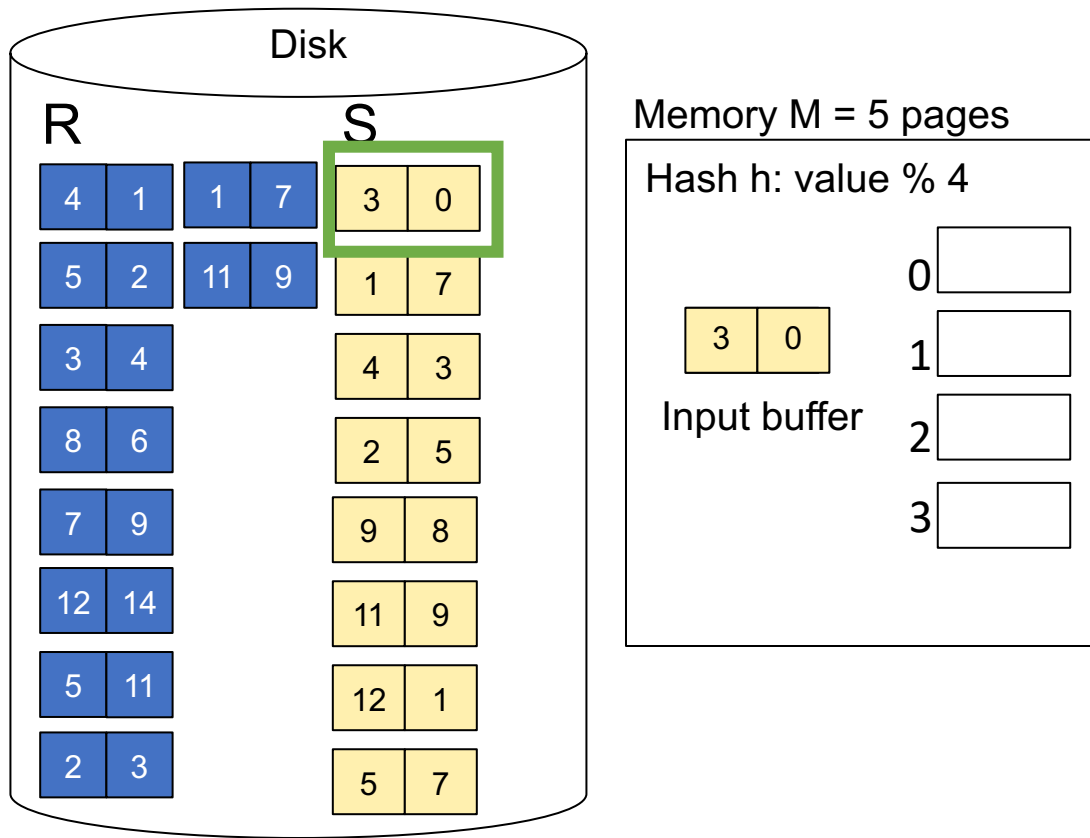 Disk
R S
4 1 1 7 3 0
5 2 11 9 1 7
3 4 4 3
8 6 2 5
7 9 9 8
12 14 11 9
5 11 12 1
2 3 5 7
Memory M = 5 pages
Hash h: value % 4
3 0
Input buffer
0
1
2
3